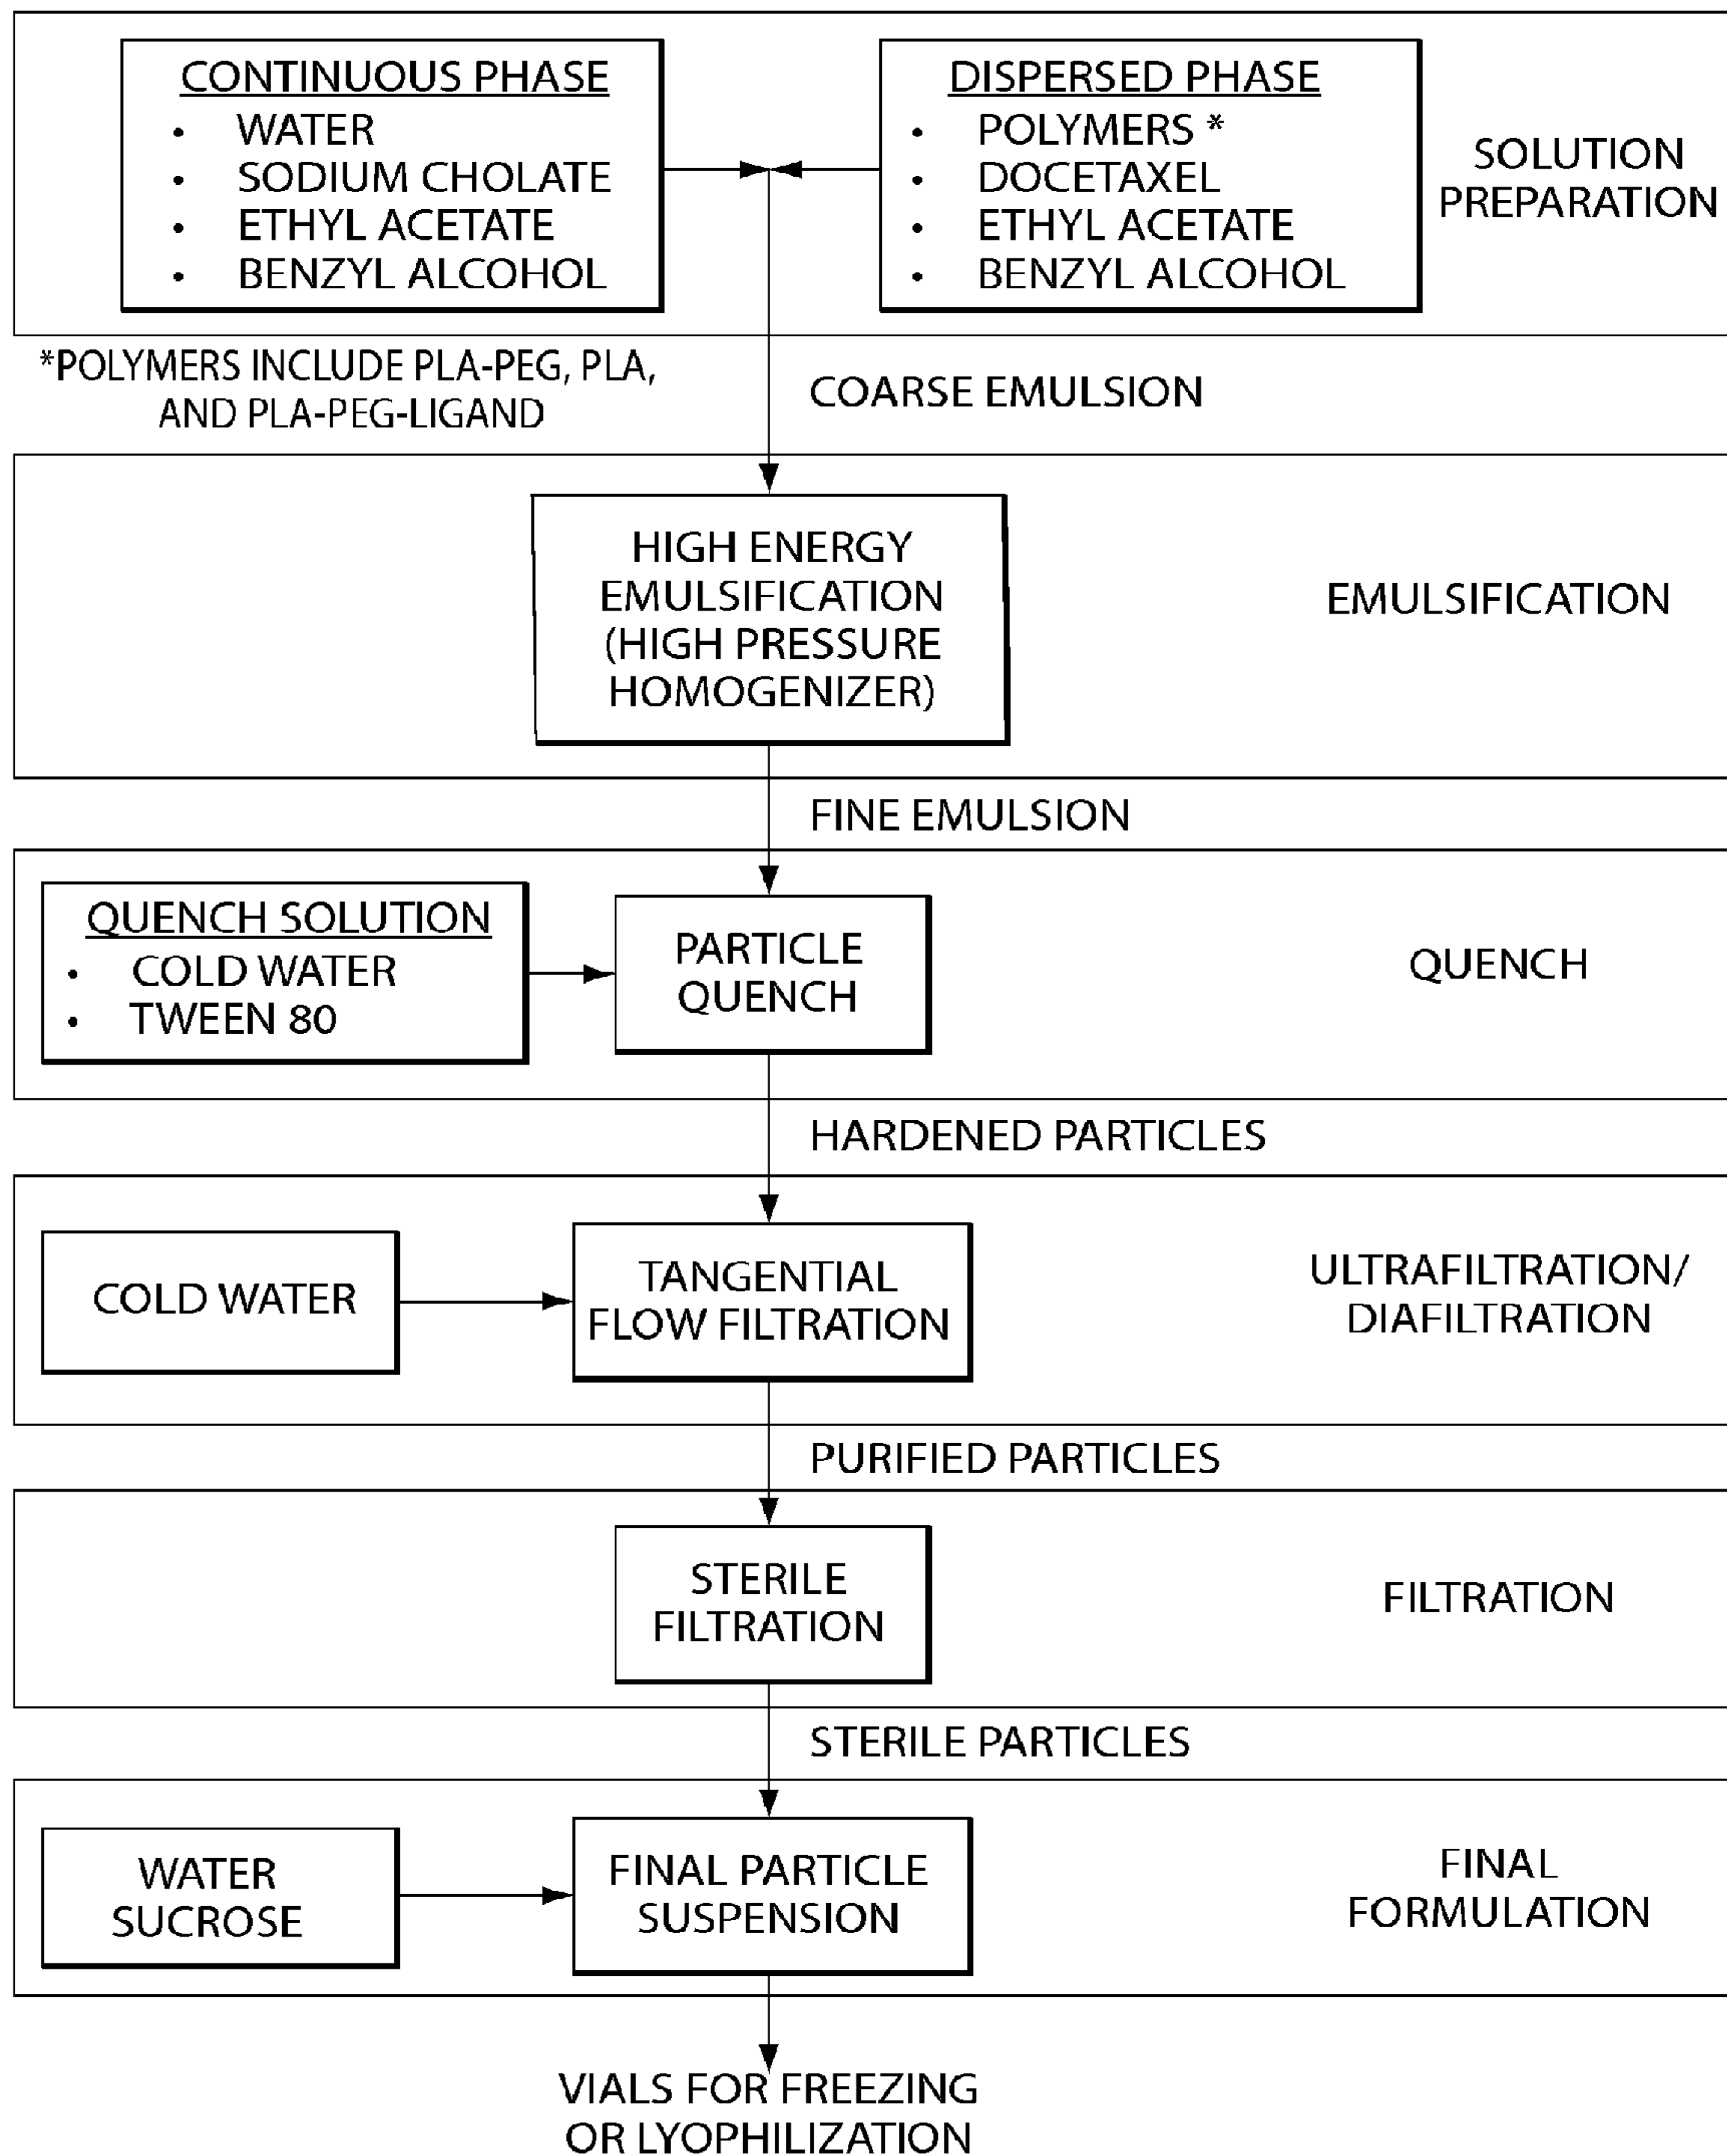 CONTINUOUS PHASE
• WATER
• SODIUM CHOLATE
• ETHYL ACETATE
• BENZYL ALCOHOL
DISPERSED PHASE
• POLYMERS *
• DOCETAXEL
• ETHYL ACETATE
• BENZYL ALCOHOL
SOLUTION
PREPARATION
*POLYMERS INCLUDE PLA-PEG, PLA,
AND PLA-PEG-LIGAND
COARSE EMULSION
HIGH ENERGY
EMULSIFICATION
(HIGH PRESSURE
HOMOGENIZER)
EMULSIFICATION
FINE EMULSION
QUENCH SOLUTION
• COLD WATER
• TWEEN 80
PARTICLE
QUENCH
QUENCH
HARDENED PARTICLES
COLD WATER
TANGENTIAL
FLOW FILTRATION
ULTRAFILTRATION/
DIAFILTRATION
PURIFIED PARTICLES
STERILE
FILTRATION
FILTRATION
STERILE PARTICLES
WATER
SUCROSE
FINAL PARTICLE
SUSPENSION
FINAL
FORMULATION
VIALS FOR FREEZING
OR LYOPHILIZATION